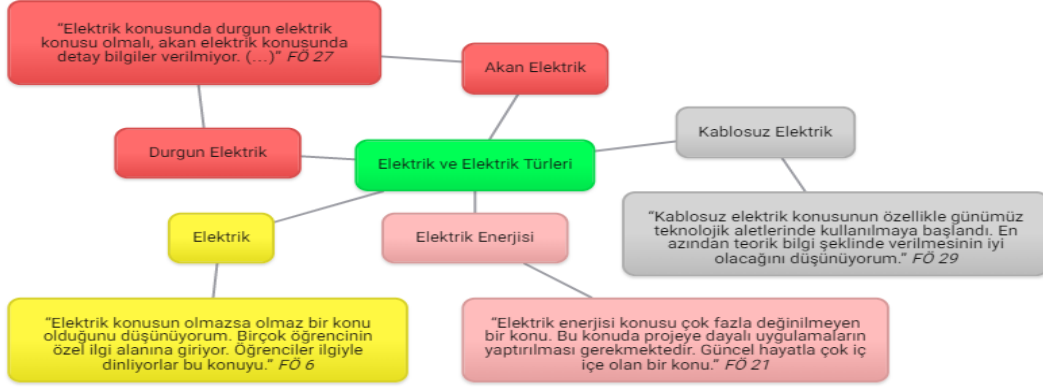 “Elektrik konusunda durgun elektrik
konusu olmalı, akan elektrik konusunda
detay bilgiler verilmiyor. (...)” FÖ 27
Akan Elektrik
Kablosuz Elektrik
Durgun Elektrik
Elektrik ve Elektrik Türleri
“Kablosuz elektrik konusunun özellikle günümüz
teknolojik aletlerinde kullanılmaya başlandı. En
azından teorik bilgi şeklinde verilmesinin iyi
olacağını düşünüyorum.” FÖ 29
Elektrik
Elektrik Enerjisi
“Elektrik konusun olmazsa olmaz bir konu
olduğunu düşünüyorum. Birçok öğrencinin
özel ilgi alanına giriyor. Öğrenciler ilgiyle
dinliyorlar bu konuyu.” FÖ 6
“Elektrik enerjisi konusu çok fazla değinilmeyen
bir konu. Bu konuda projeye dayalı uygulamaların
yaptırılması gerekmektedir. Güncel hayatla çok iç
içe olan bir konu.” FÖ 21